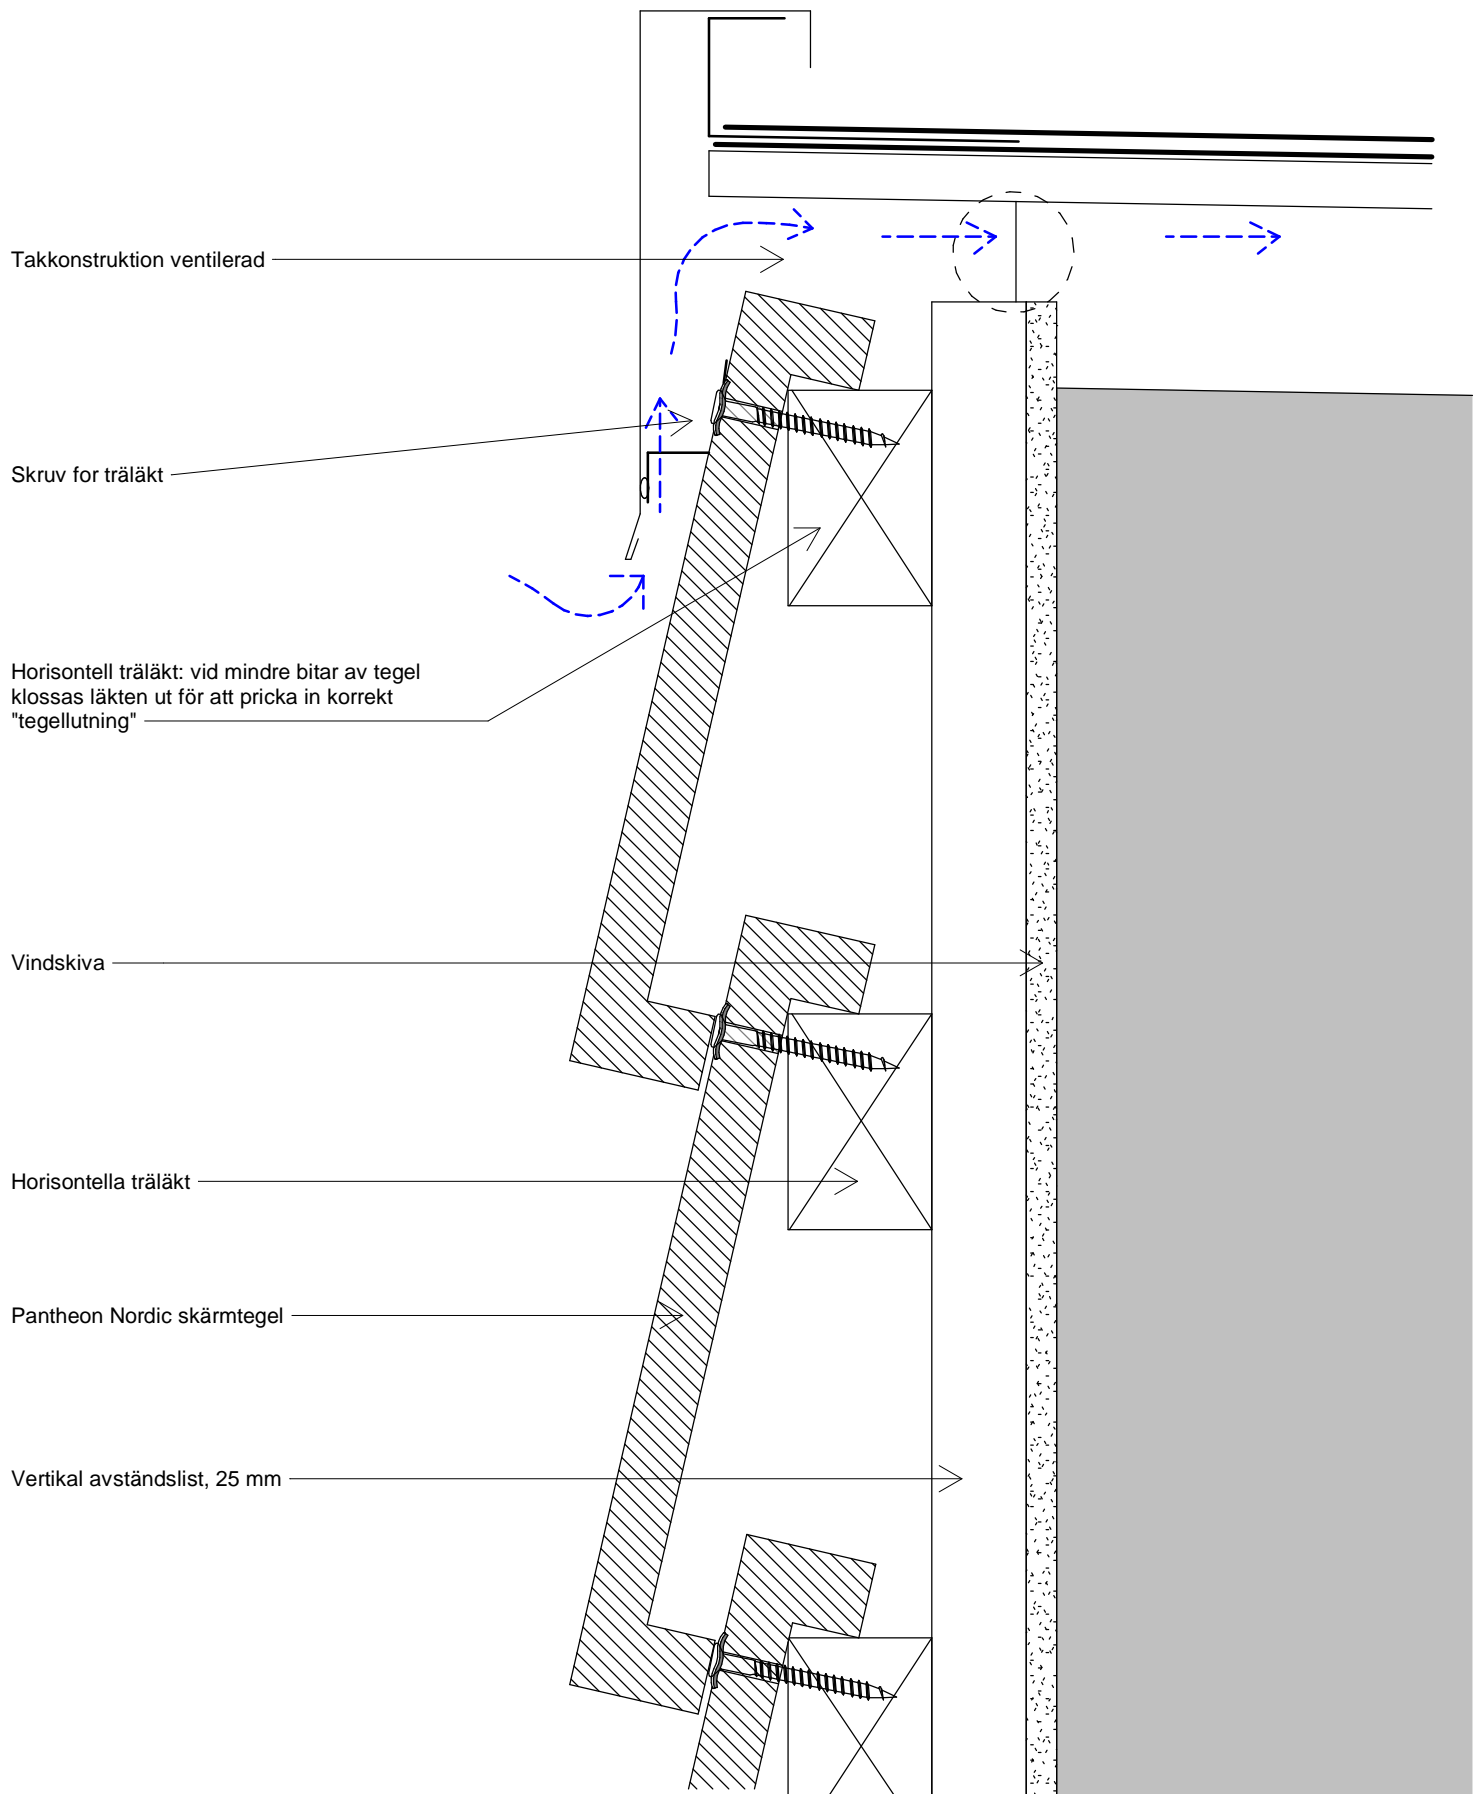 Takkonstruktion ventilerad
Skruv for träläkt
Horisontell träläkt: vid mindre bitar av tegel
klossas läkten ut för att pricka in korrekt
"tegellutning"
Vindskiva
Horisontella träläkt
Pantheon Nordic skärmtegel
Vertikal avståndslist, 25 mm